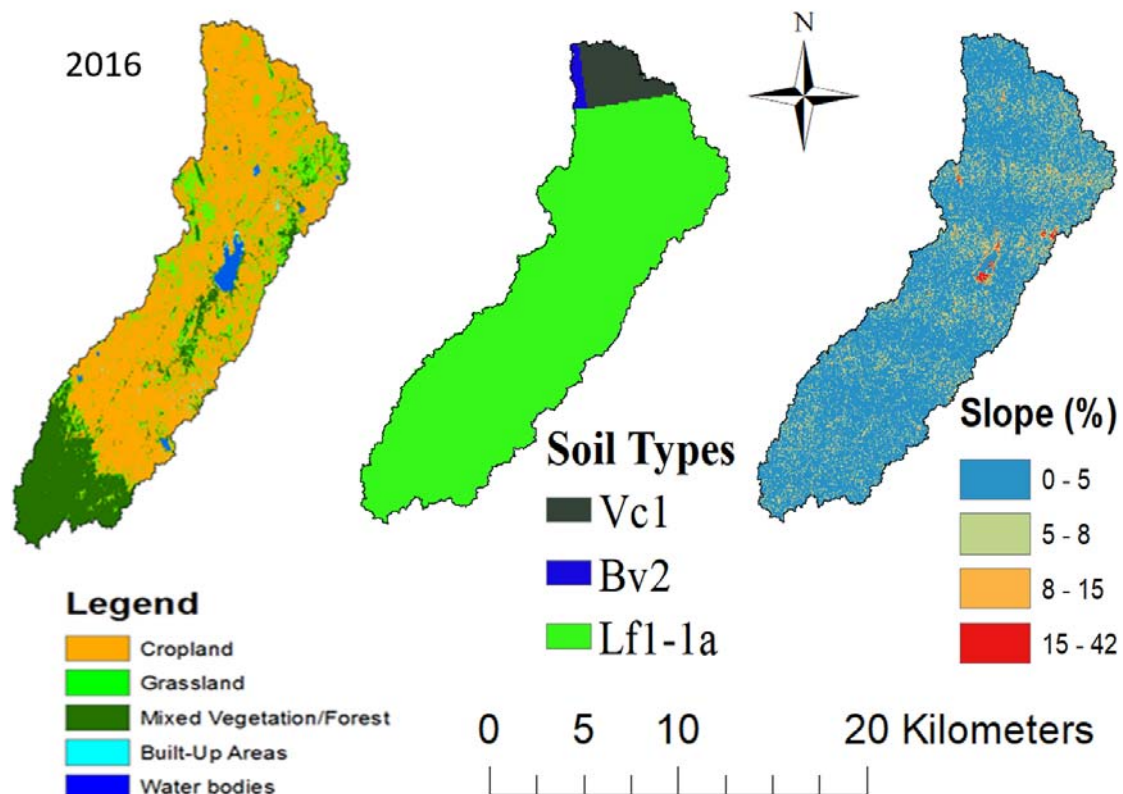 2016
N
Legend
Cropland
Grassland
Mixed Vegetation/Forest
Built-Up Areas
Water bodies
Soil Types
Vc1
Bv2
Lf1-1a
Slope (%)
0 - 5
5 - 8
8 - 15
15 - 42
0 5 10 20 Kilometers